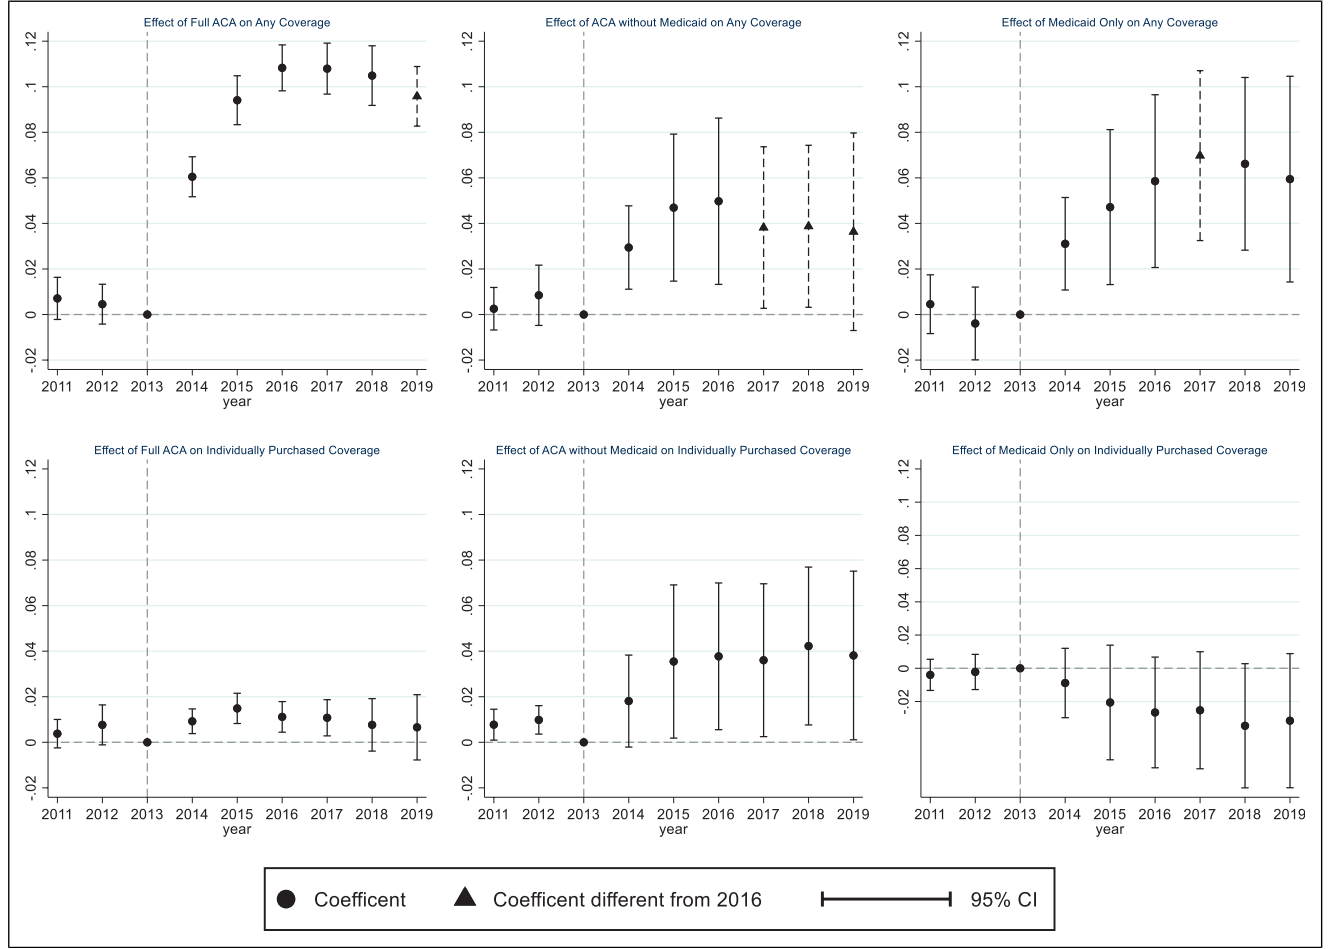 Effect of Full ACA on Any Coverage
.12
.1
.08
.06
.04
.02
0
-.02
2011 2012 2013 2014 2015 2016 2017 2018 2019
year
Effect of ACA without Medicaid on Any Coverage
.12
.1
.08
.06
.04
.02
0
-.02
2011 2012 2013 2014 2015 2016 2017 2018 2019
year
Effect of Medicaid Only on Any Coverage
.12
.1
.08
.06
.04
.02
0
-.02
2011 2012 2013 2014 2015 2016 2017 2018 2019
year
Effect of Full ACA on Individually Purchased Coverage
.12
.1
.08
.06
.04
.02
0
-.02
2011 2012 2013 2014 2015 2016 2017 2018 2019
year
Effect of ACA without Medicaid on Individually Purchased Coverage
.12
.1
.08
.06
.04
.02
0
-.02
2011 2012 2013 2014 2015 2016 2017 2018 2019
year
Effect of Medicaid Only on Individually Purchased Coverage
.12
.1
.08
.06
.04
.02
0
-.02
2011 2012 2013 2014 2015 2016 2017 2018 2019
year
Coefficent
Coefficent different from 2016
95% CI